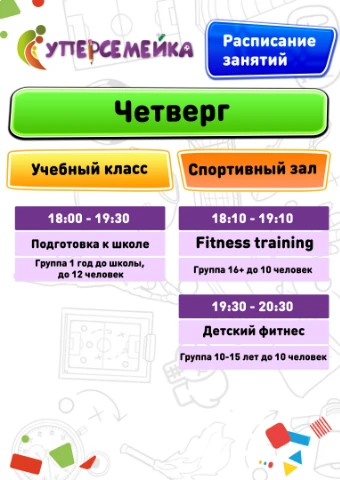 СУПЕРСЕМЕЙКА
Расписание
занятий
Четверг
Учебный класс
Спортивный зал
18:00 - 19:30
Подготовка к школе
Группа 1 год до школы,
до 12 человек
18:10 - 19:10
Fitness training
Группа 16+ до 10 человек
19:30 - 20:30
Детский фитнес
Группа 10-15 лет до 10 человек